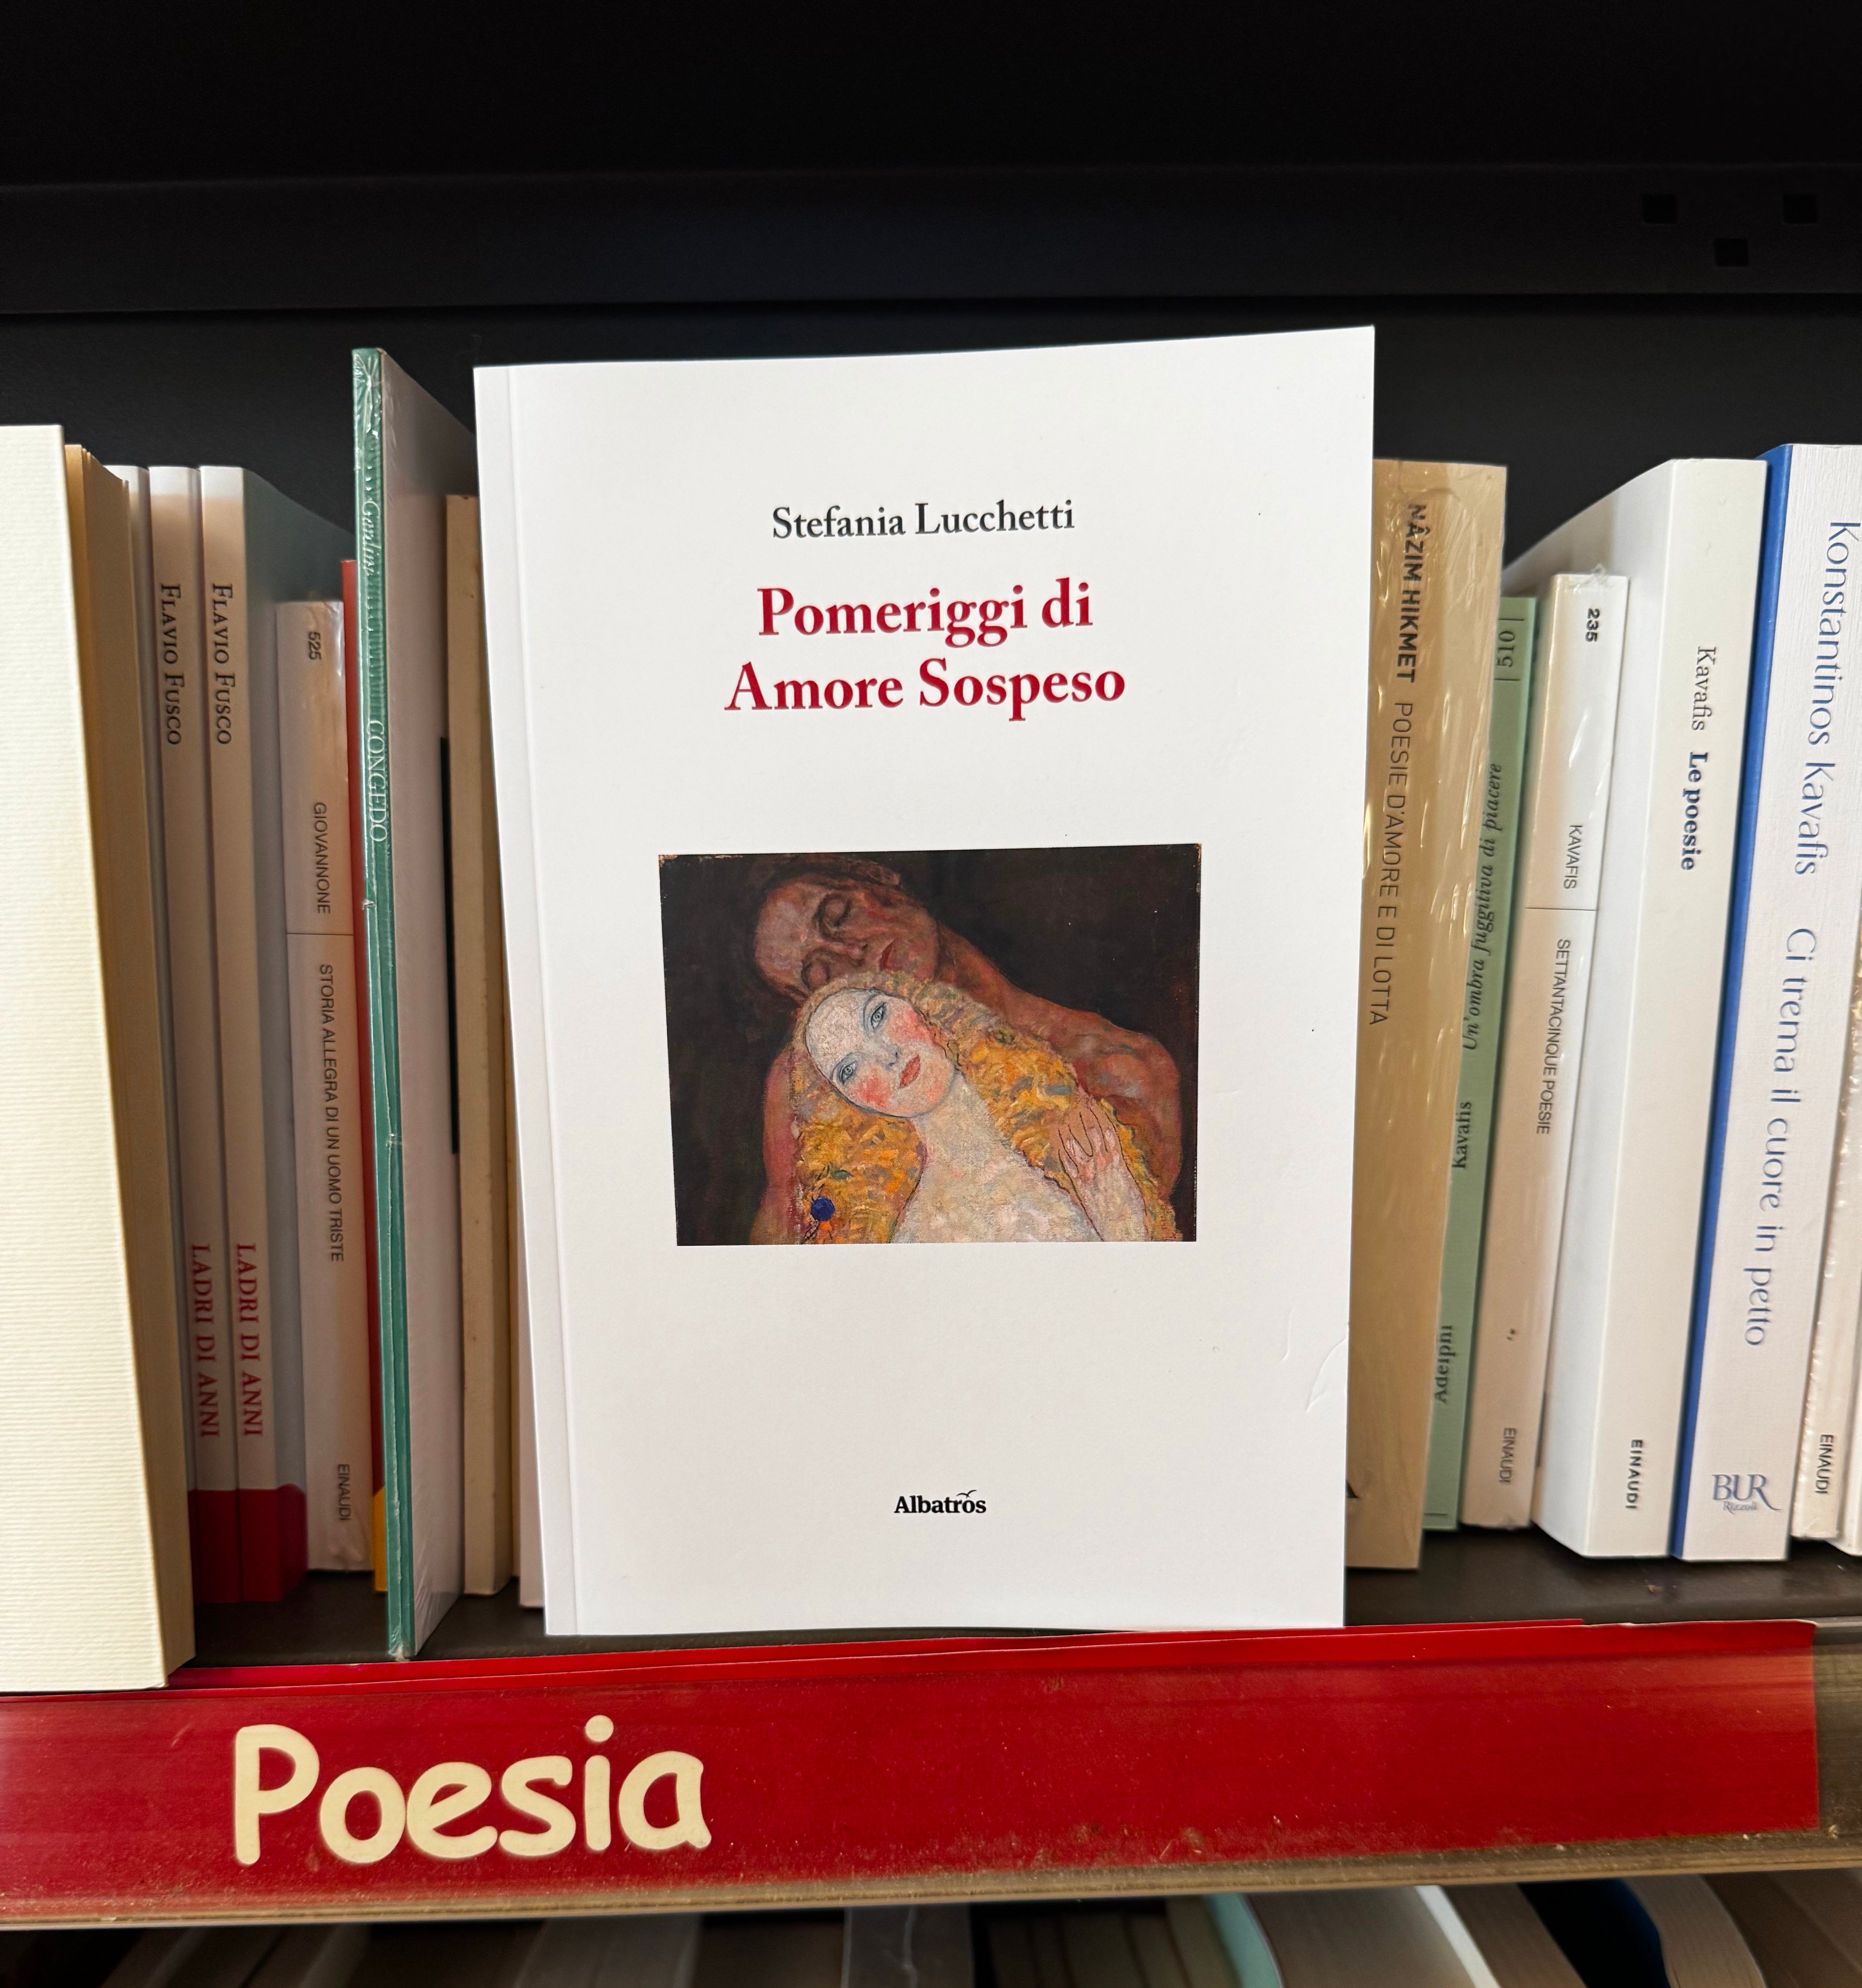 FLAVIO FUSCO LADRI DI ANNI
FLAVIO FUSCO LADRI DI ANNI
525 GIOVANNONE STORIA ALLEGRA DI UN UOMO TRISTE EINAUDI
CONGEDO
Stefania Lucchetti
Pomeriggi di
Amore Sospeso
Albatros
NÂZIM HIKMET POESIE D'AMORE E DI LOTTA
510 Un'ombra fuggitiva di piacere Kavafis Adelphi
235 KAVAFIS SETTANTACINQUE POESIE EINAUDI
Kavafis Le poesie EINAUDI
Konstantinos Kavafis Ci trema il cuore in petto BUR Rizzoli
EINAUDI
Poesia